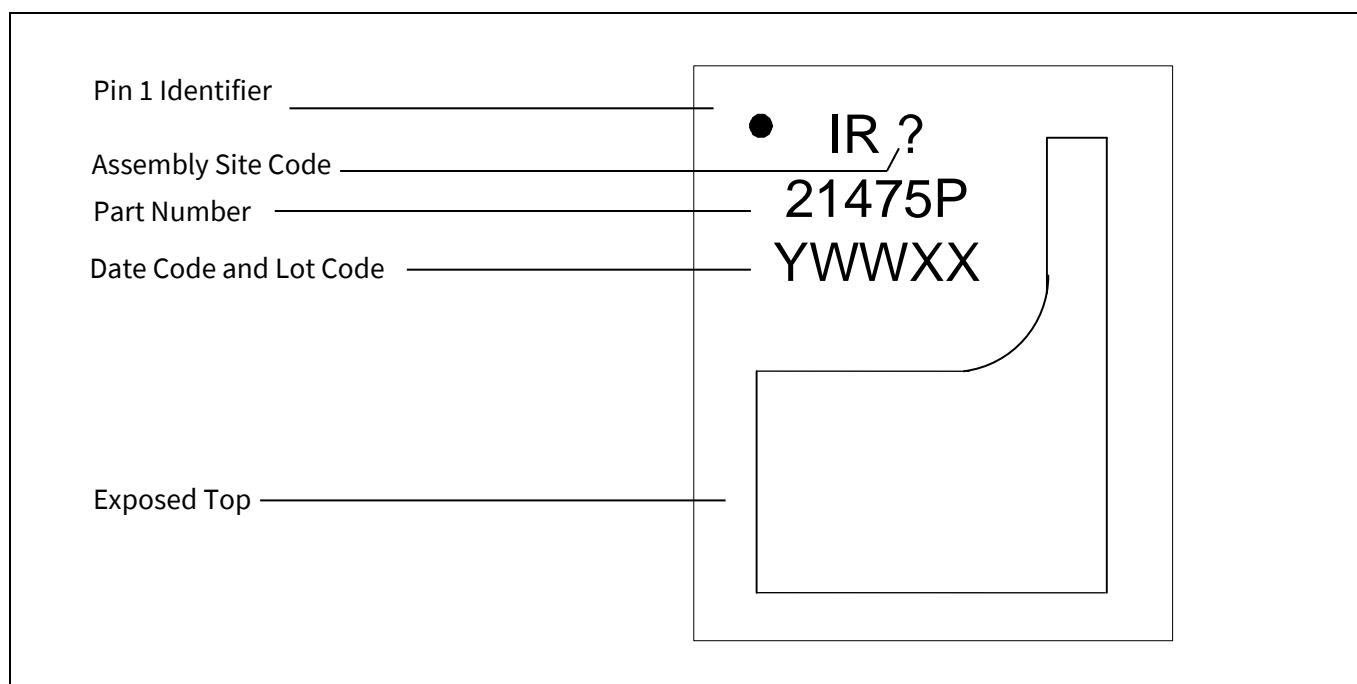 Pin 1 Identifier
IR ?
Assembly Site Code
21475P
Part Number
YWWXX
Date Code and Lot Code
Exposed Top